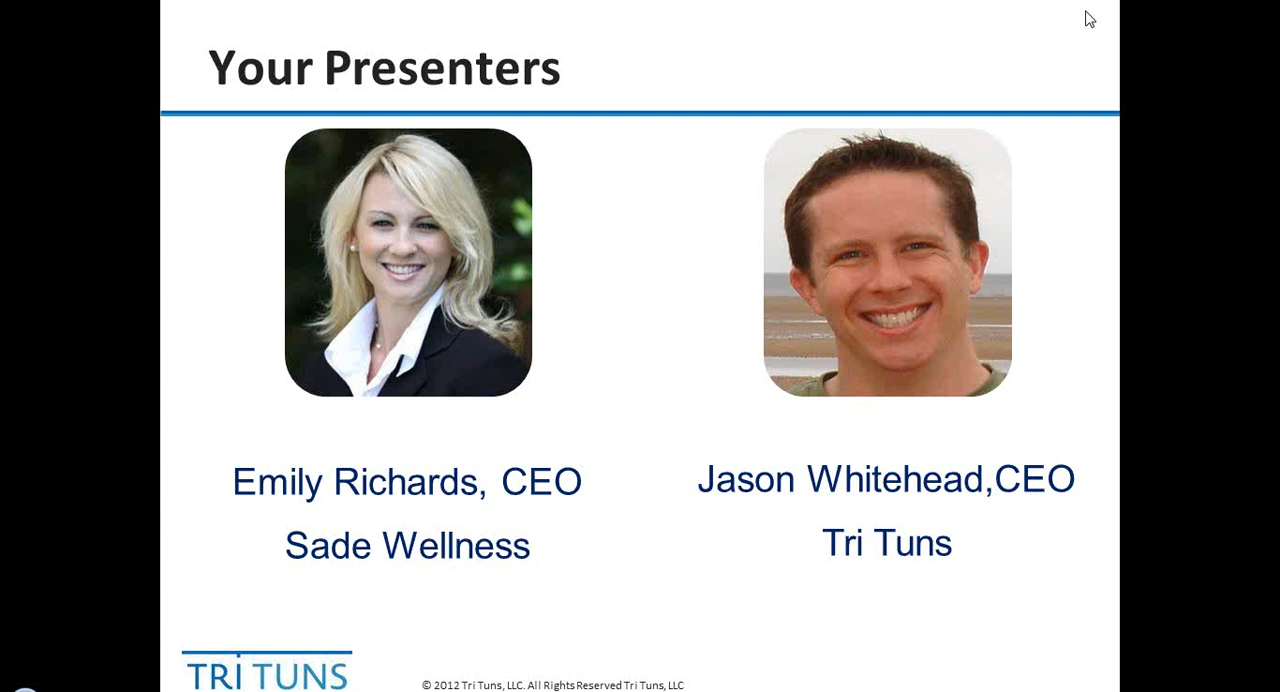 Your Presenters
Emily Richards, CEO
Sade Wellness
Jason Whitehead,CEO
Tri Tuns
TRi TUNS
© 2012 Tri Tuns, LLC. All Rights Reserved Tri Tuns, LLC